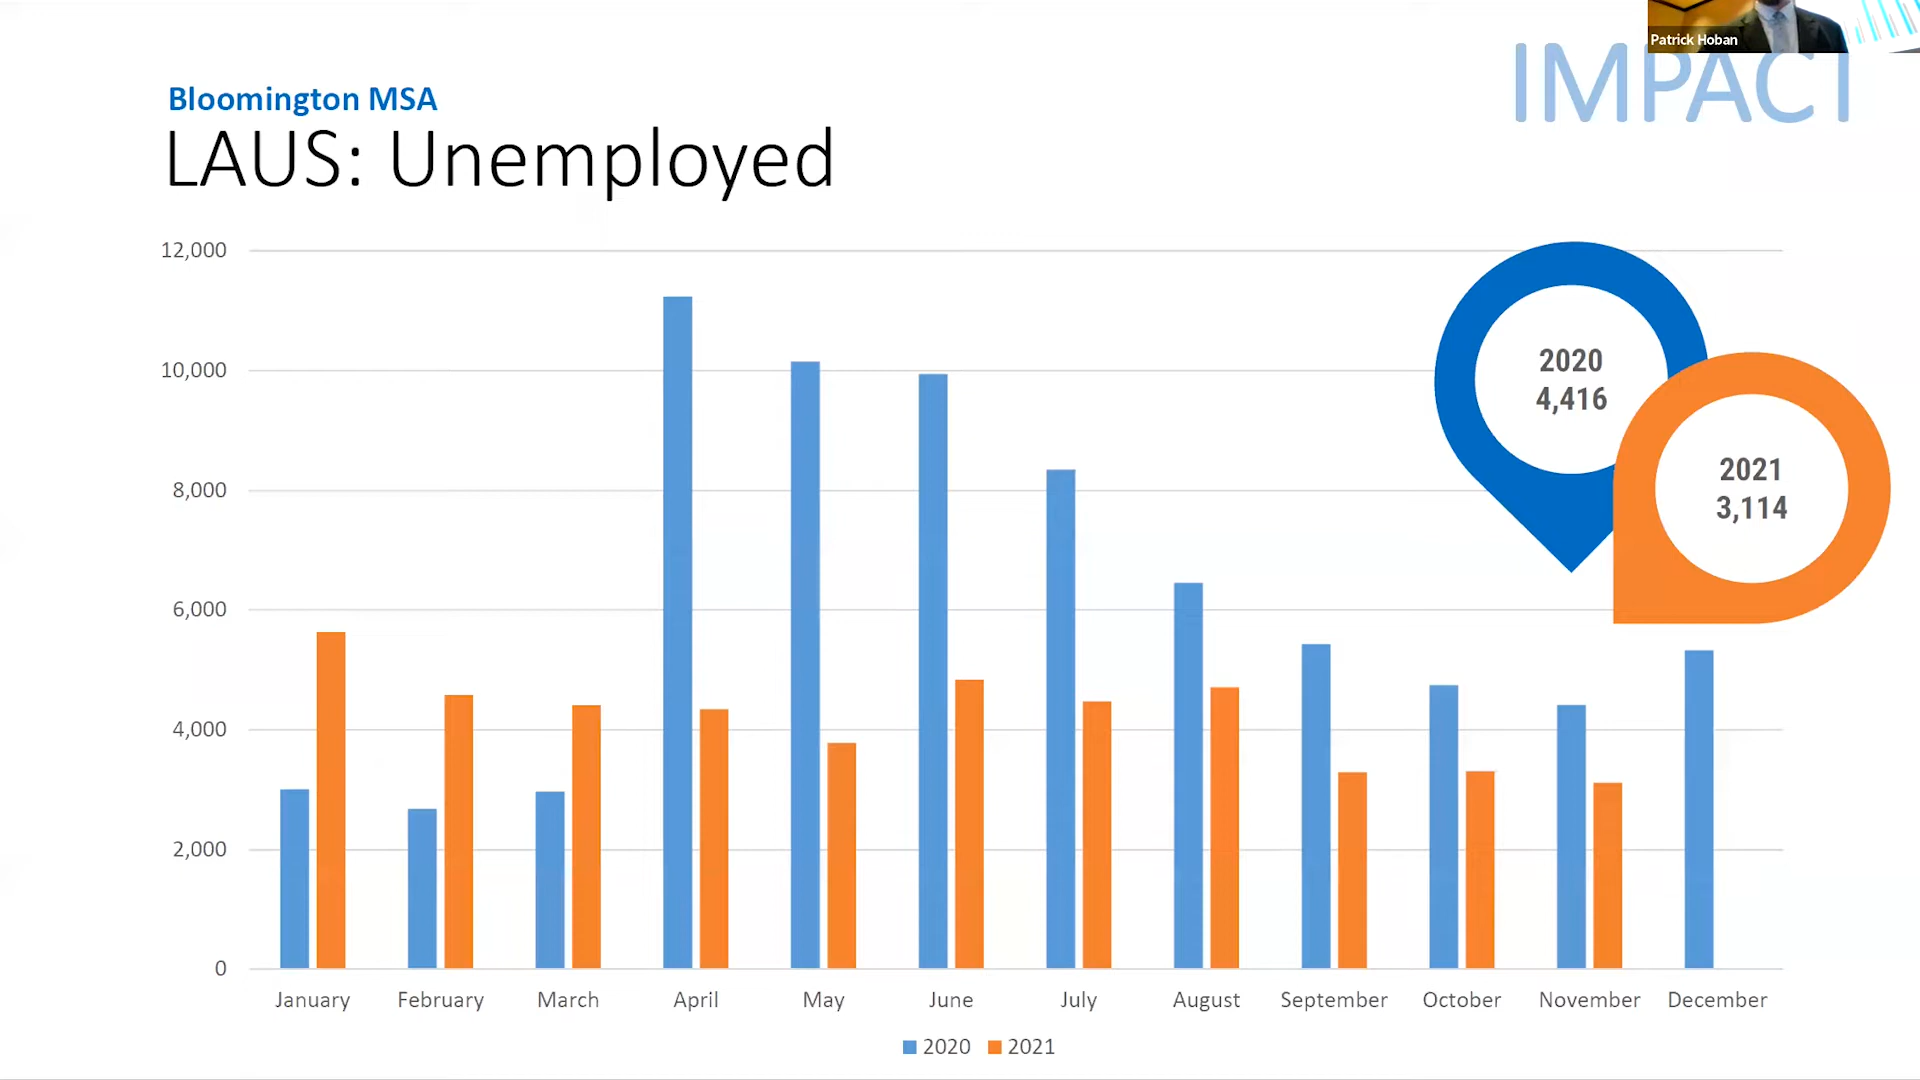 Patrick Hoban
IMPACT
Bloomington MSA
LAUS: Unemployed
12,000
10,000
8,000
6,000
4,000
2,000
0
2020
4,416
2021
3,114
January February March April May June July August September October November December
2020 2021